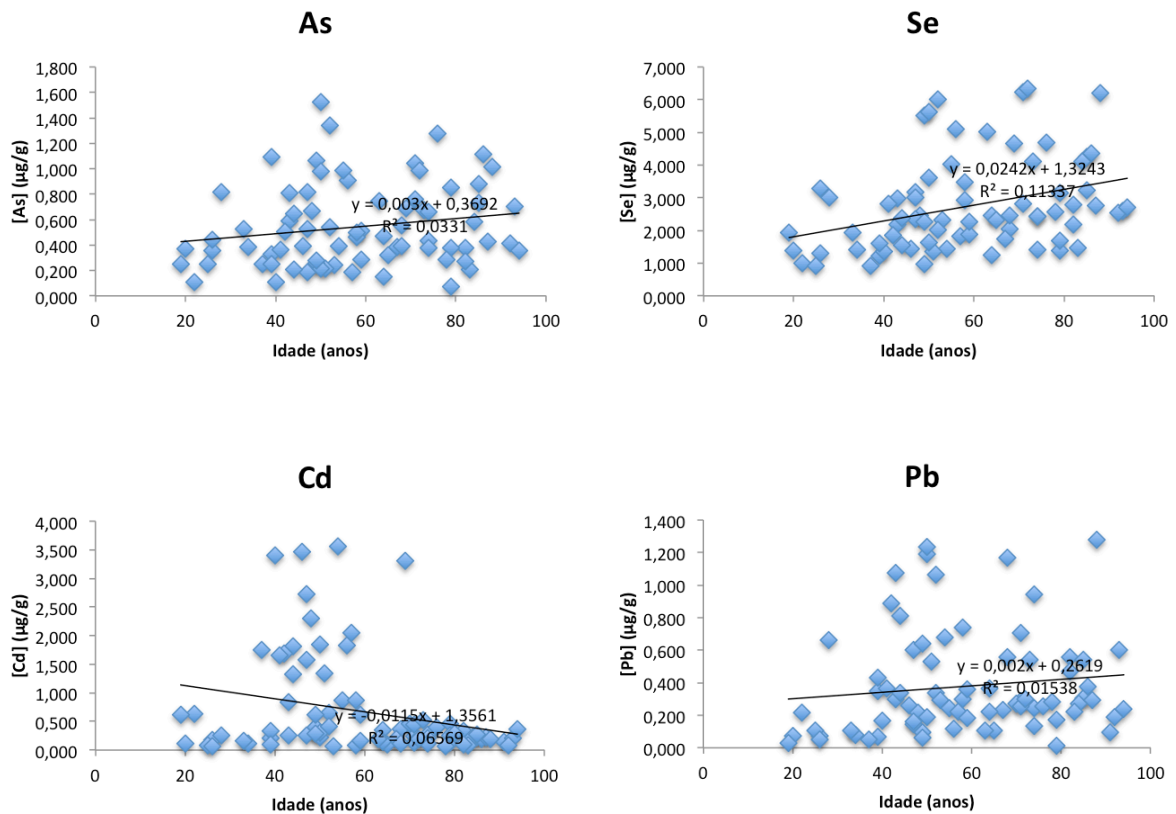 As
1,800
1,600
1,400
1,200
1,000
0,800
0,600
0,400
0,200
0,000
[As] (µg/g)
y = 0,003x + 0,3692
R² = 0,0331
0 20 40 60 80 100
Idade (anos)
Se
7,000
6,000
5,000
4,000
3,000
2,000
1,000
0,000
[Se] (µg/g)
y = 0,0242x + 1,3243
R² = 0,11337
0 20 40 60 80 100
Idade (anos)
Cd
4,000
3,500
3,000
2,500
2,000
1,500
1,000
0,500
0,000
[Cd] (µg/g)
y = -0,0115x + 1,3561
R² = 0,06569
0 20 40 60 80 100
Idade (anos)
Pb
1,400
1,200
1,000
0,800
0,600
0,400
0,200
0,000
[Pb] (µg/g)
y = 0,002x + 0,2619
R² = 0,01538
0 20 40 60 80 100
Idade (anos)